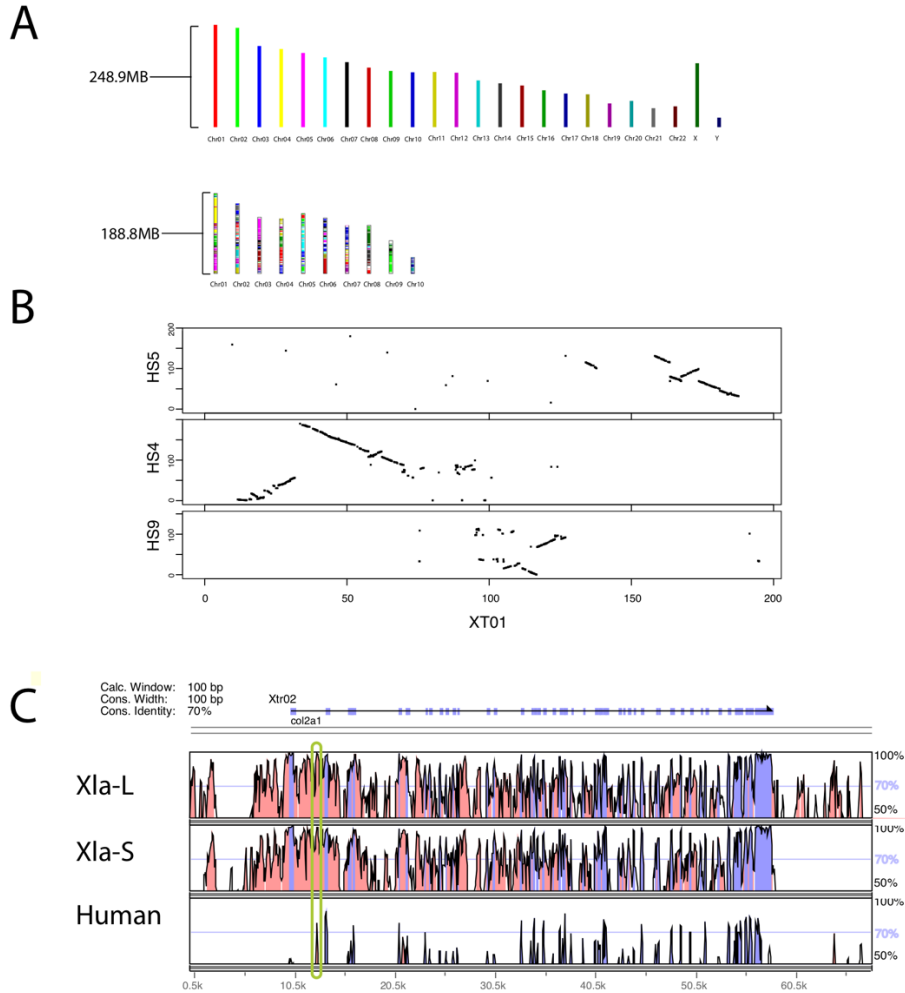 A
248.9MB
Chr01 Chr02 Chr03 Chr04 Chr05 Chr06 Chr07 Chr08 Chr09 Chr10 Chr11 Chr12 Chr13 Chr14 Chr15 Chr16 Chr17 Chr18 Chr19 Chr20 Chr21 Chr22 X Y
188.8MB
Chr01 Chr02 Chr03 Chr04 Chr05 Chr06 Chr07 Chr08 Chr09 Chr10
B
HS5
0 100 200
HS4
0 100
HS9
0 100
0 50 100 150 200
XT01
C
Calc. Window: 100 bp
Cons. Width: 100 bp
Cons. Identity: 70%
Xtr02
col2a1
Xla-L
100%
70%
50%
Xla-S
100%
70%
50%
Human
100%
70%
50%
0.5k 10.5k 20.5k 30.5k 40.5k 50.5k 60.5k